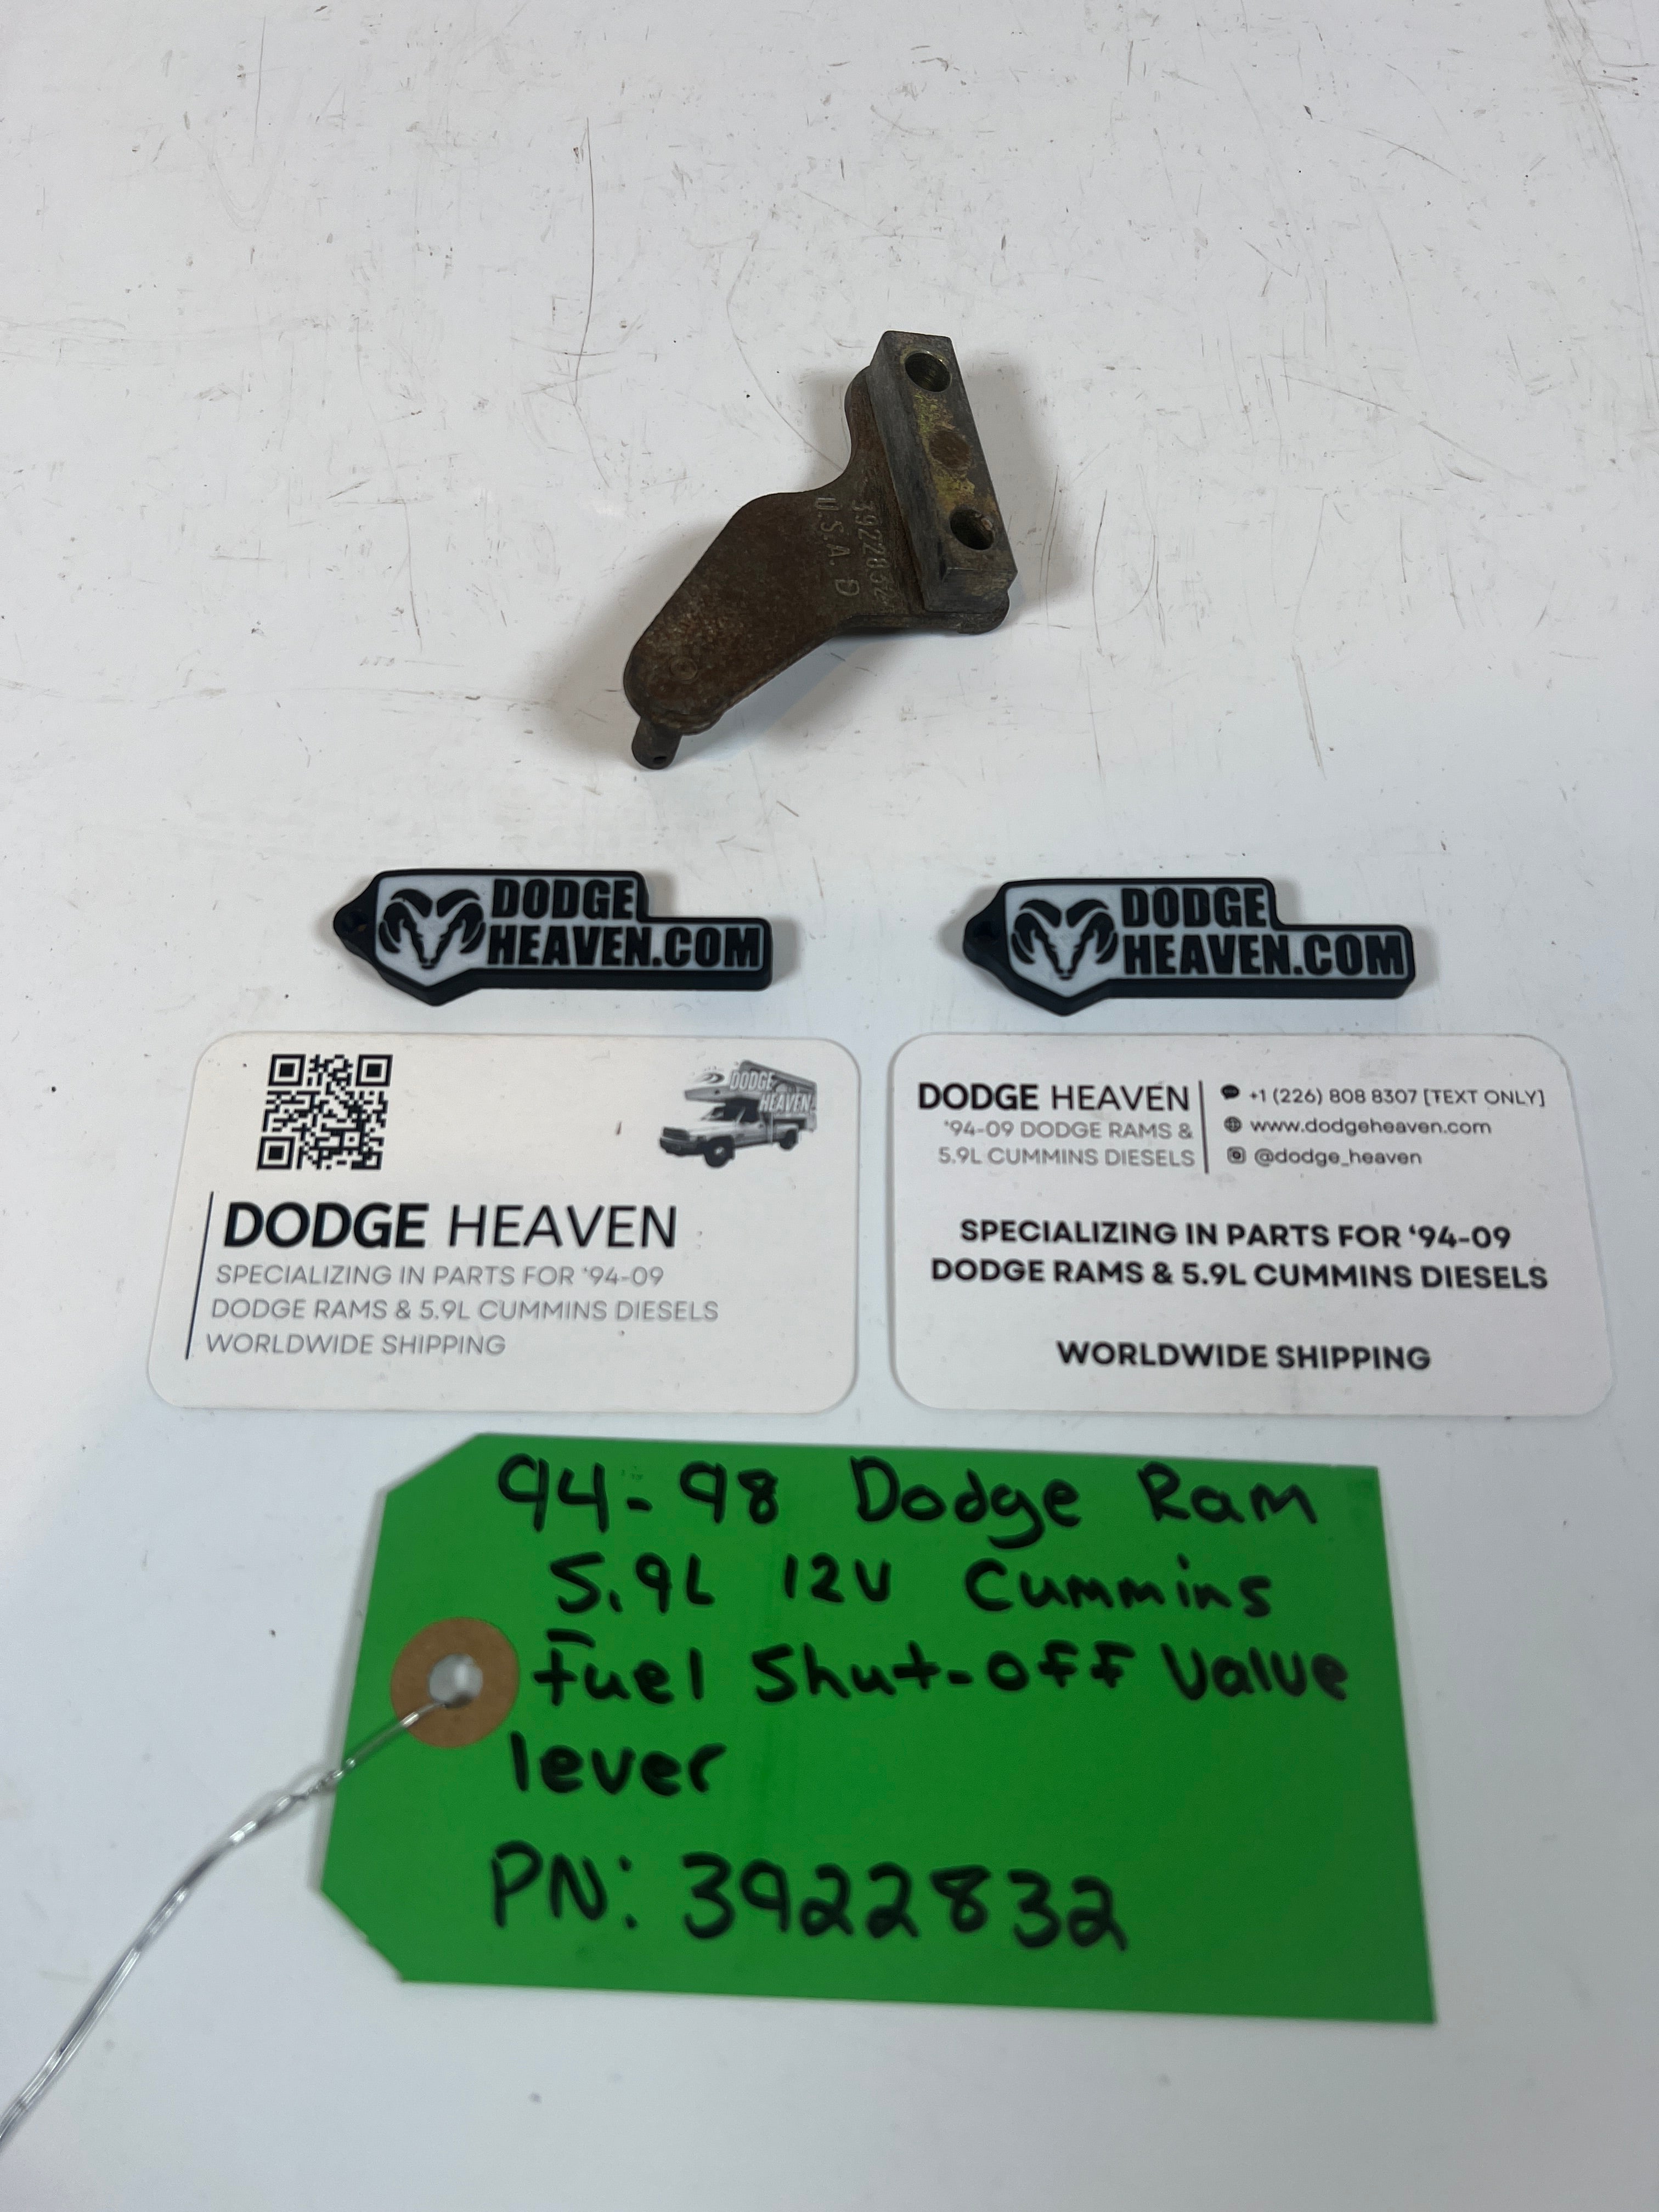 3922832
U.S.A. D
DODGE
HEAVEN.COM
DODGE
HEAVEN.COM
DODGE
HEAVEN
DODGE HEAVEN
SPECIALIZING IN PARTS FOR '94-09
DODGE RAMS & 5.9L CUMMINS DIESELS
WORLDWIDE SHIPPING
DODGE HEAVEN
'94-09 DODGE RAMS &
5.9L CUMMINS DIESELS
+1 (226) 808 8307 [TEXT ONLY]
www.dodgeheaven.com
@dodge_heaven
SPECIALIZING IN PARTS FOR '94-09
DODGE RAMS & 5.9L CUMMINS DIESELS
WORLDWIDE SHIPPING
94-98 Dodge Ram
5.9L 12V Cummins
Fuel Shut-off Valve
lever
PN: 3922832